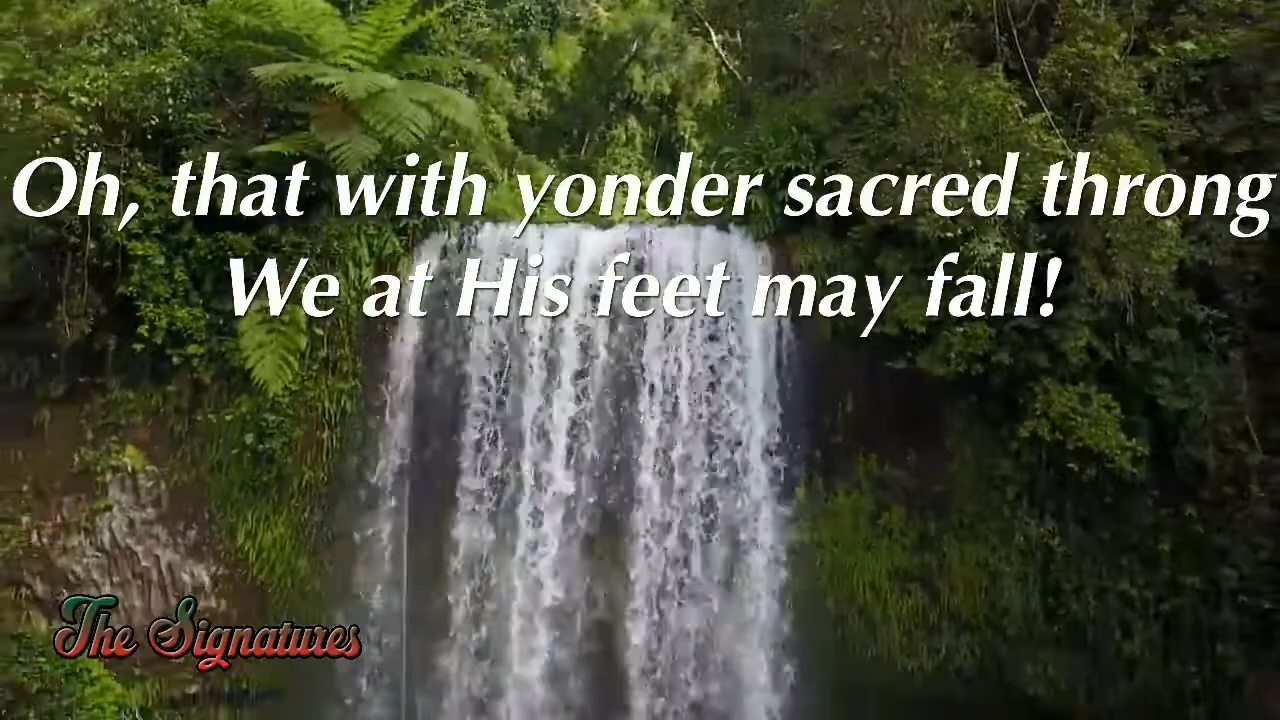 Oh, that with yonder sacred throng
We at His feet may fall!
The Signatures